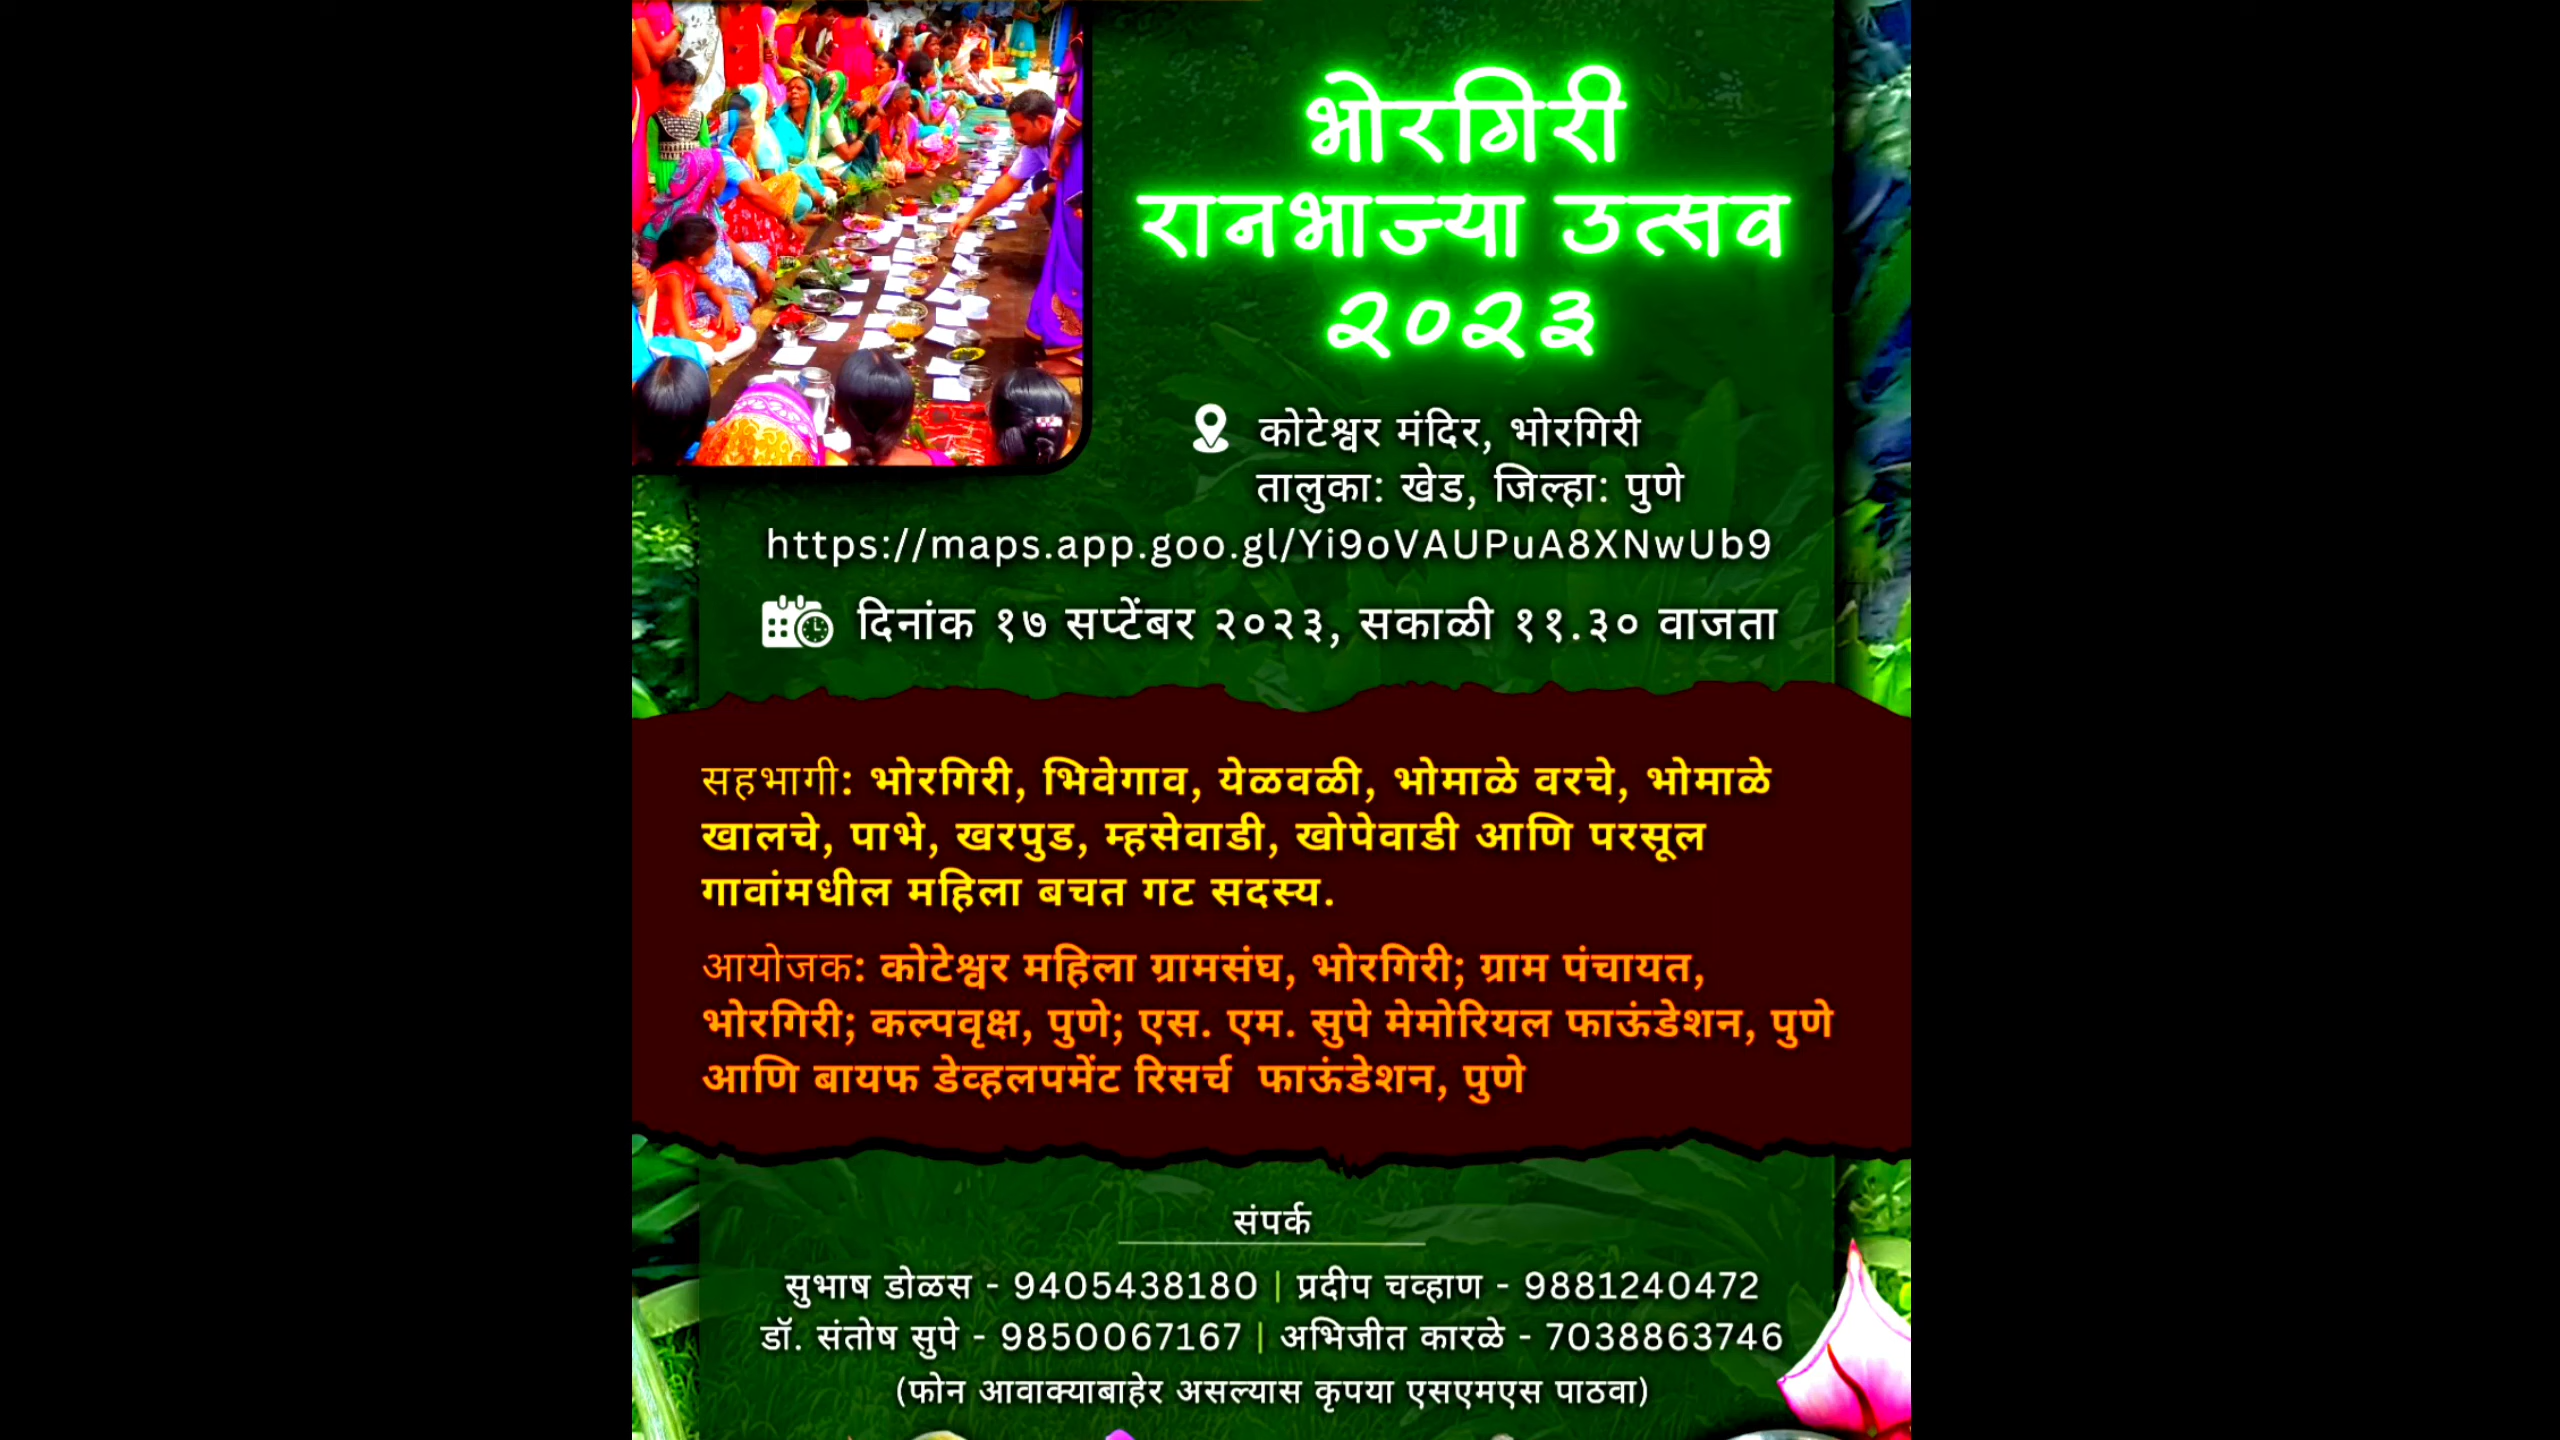 भोरगिरी
रानभाज्या उत्सव
२०२३
कोटेश्वर मंदिर, भोरगिरी
तालुका: खेड, जिल्हा: पुणे
https://maps.app.goo.gl/Yi9oVAUPuA8XNwUb9
दिनांक १७ सप्टेंबर २०२३, सकाळी ११.३० वाजता
सहभागी: भोरगिरी, भिवेगाव, येळवळी, भोमाळे वरचे, भोमाळे
खालचे, पाभे, खरपुड, म्हसेवाडी, खोपेवाडी आणि परसूल
गावांमधील महिला बचत गट सदस्य.
आयोजक: कोटेश्वर महिला ग्रामसंघ, भोरगिरी; ग्राम पंचायत,
भोरगिरी; कल्पवृक्ष, पुणे; एस. एम. सुपे मेमोरियल फाऊंडेशन, पुणे
आणि बायफ डेव्हलपमेंट रिसर्च फाऊंडेशन, पुणे
संपर्क
सुभाष डोळस - 9405438180 | प्रदीप चव्हाण - 9881240472
डॉ. संतोष सुपे - 9850067167 | अभिजीत कारळे - 7038863746
(फोन आवाक्याबाहेर असल्यास कृपया एसएमएस पाठवा)